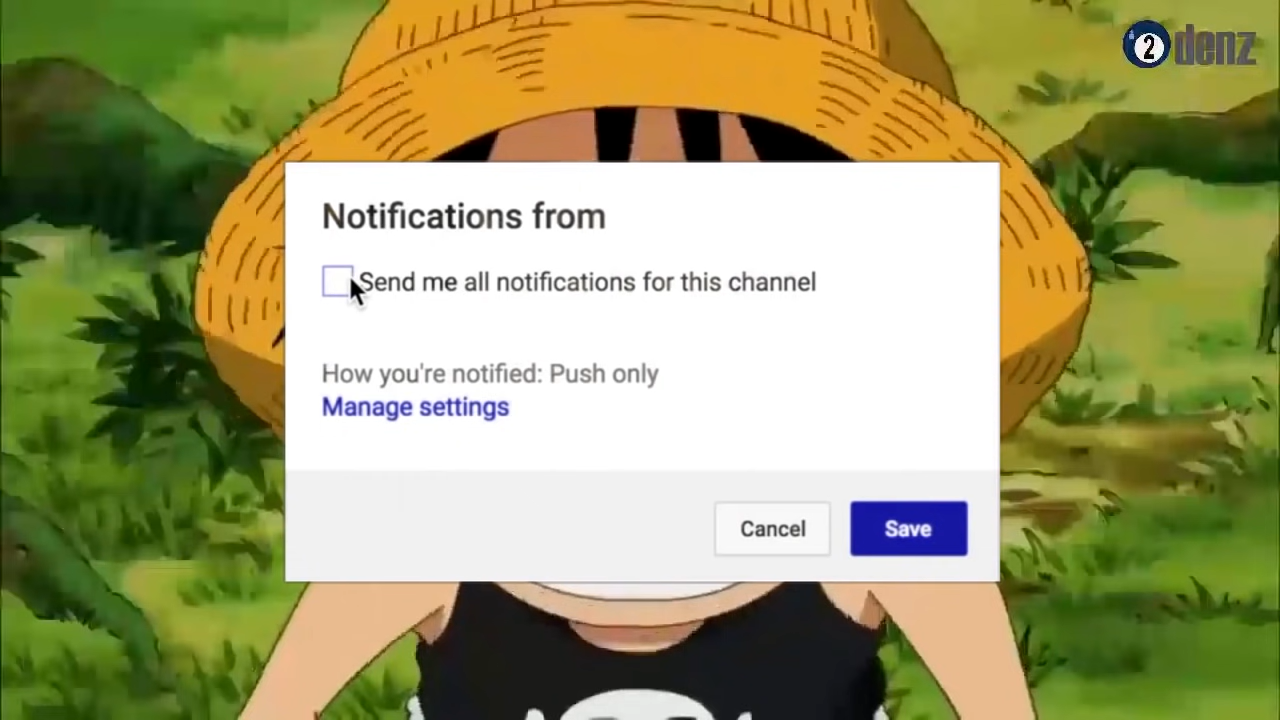 2denz
Notifications from
Send me all notifications for this channel
How you're notified: Push only
Manage settings
Cancel
Save